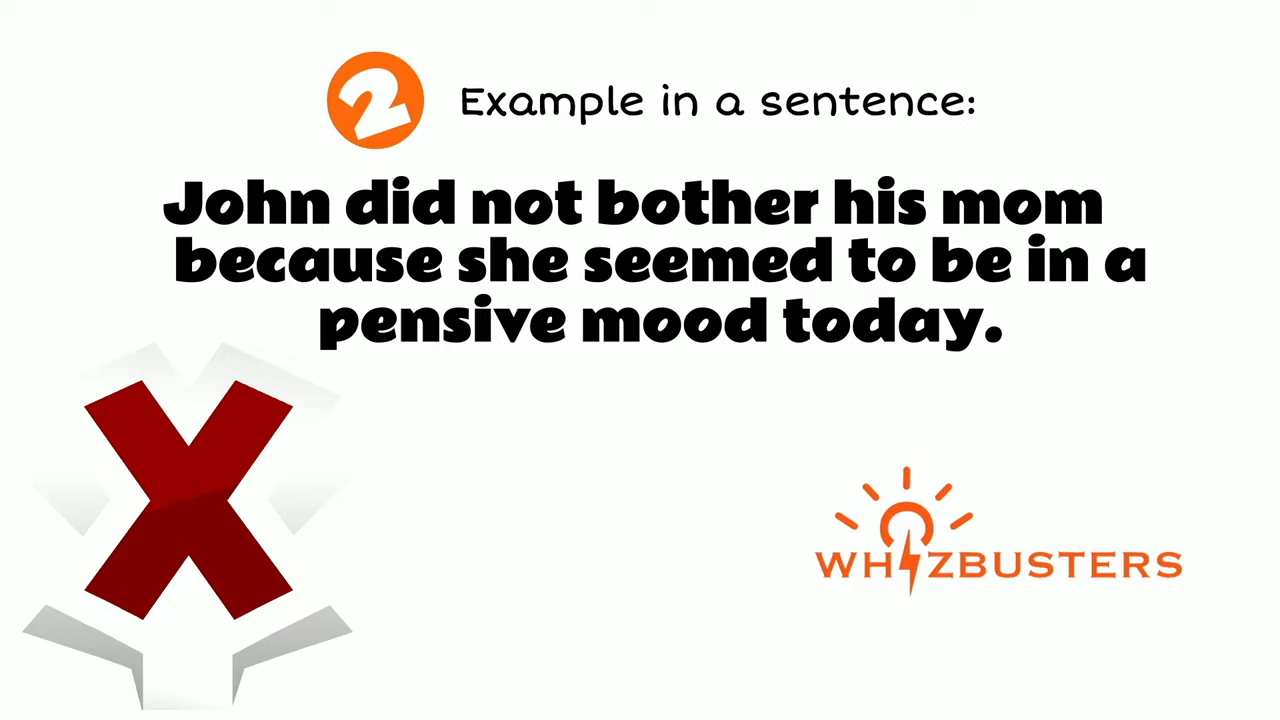 2 Example in a sentence:
John did not bother his mom
because she seemed to be in a
pensive mood today.
X
WHIZBUSTERS